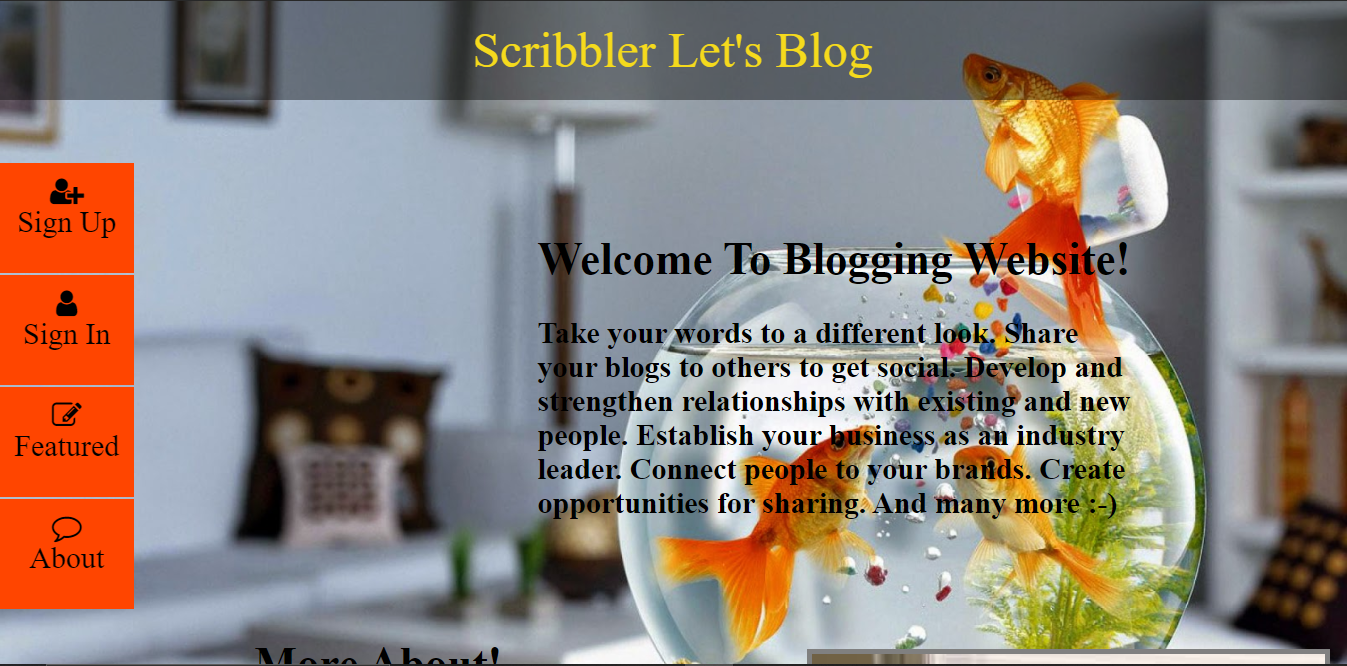 Scribbler Let's Blog
Sign Up
Sign In
Featured
About
Welcome To Blogging Website!
Take your words to a different look. Share
your blogs to others to get social. Develop and
strengthen relationships with existing and new
people. Establish your business as an industry
leader. Connect people to your brands. Create
opportunities for sharing. And many more :-)
More About!